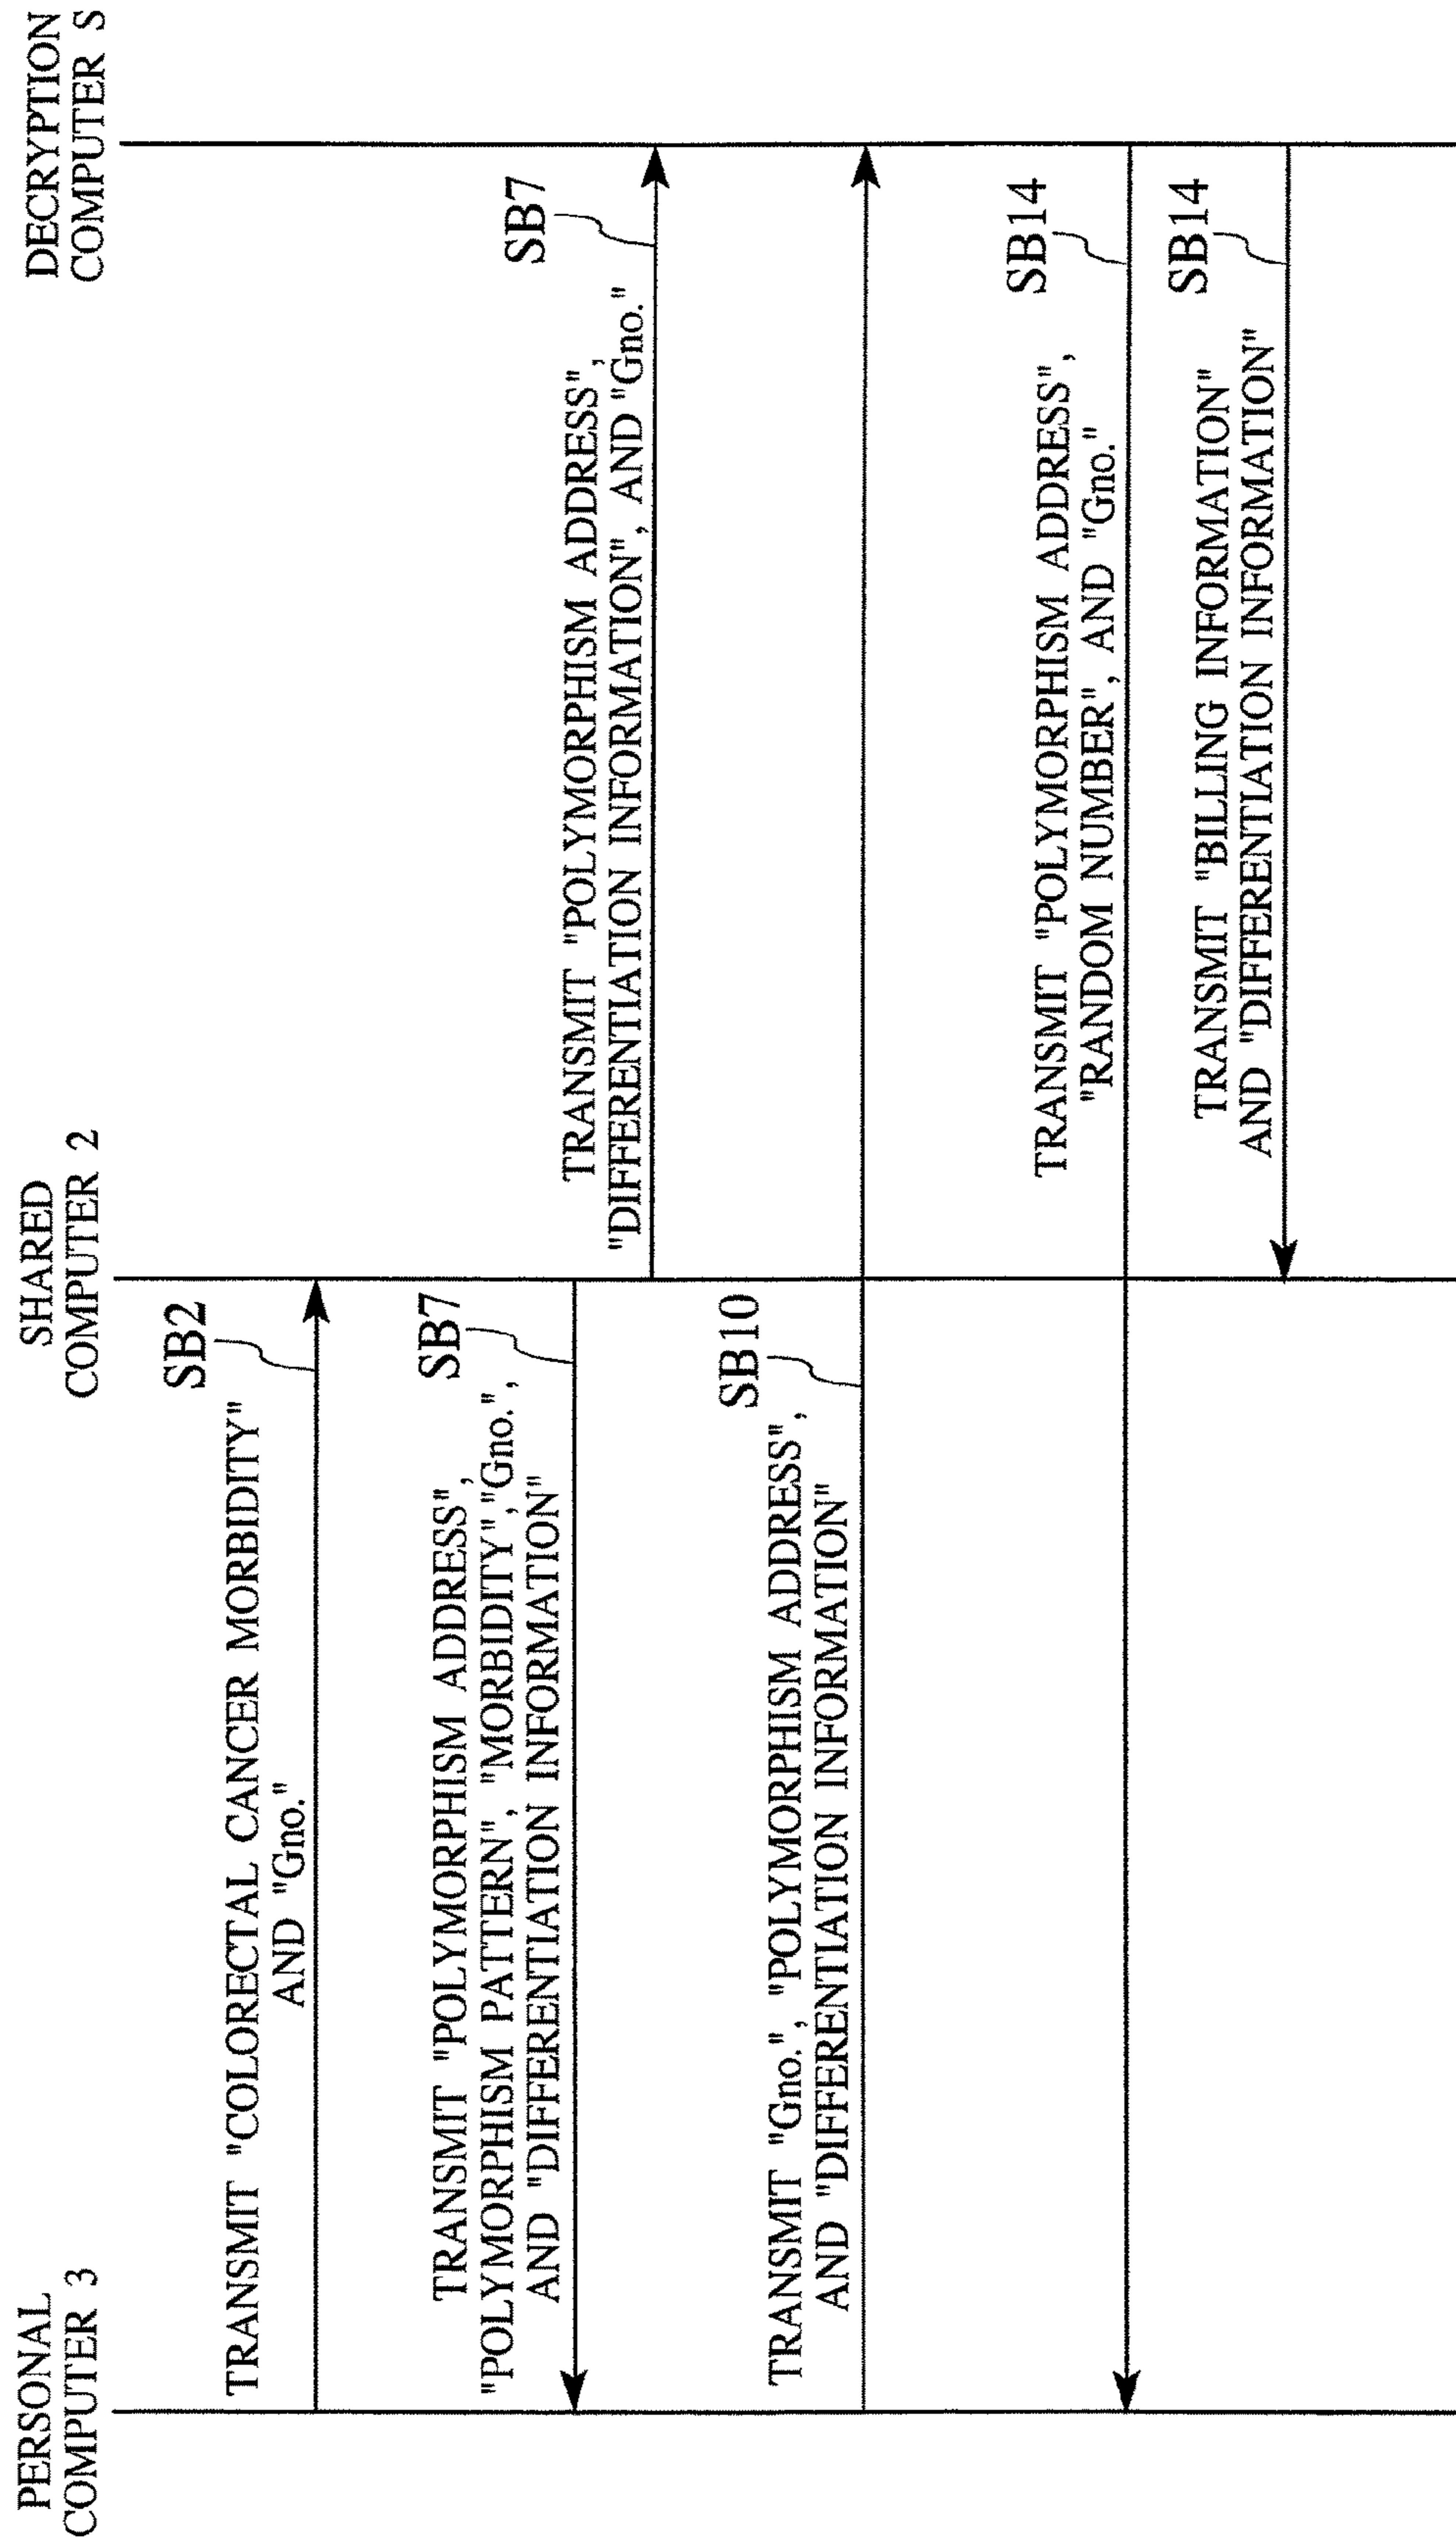 PERSONAL
COMPUTER 3
SHARED
COMPUTER 2
DECRYPTION
COMPUTER S
SB2
TRANSMIT "COLORECTAL CANCER MORBIDITY"
AND "Gno."
SB7
TRANSMIT "POLYMORPHISM ADDRESS",
"POLYMORPHISM PATTERN", "MORBIDITY","Gno.",
AND "DIFFERENTIATION INFORMATION"
SB7
TRANSMIT "POLYMORPHISM ADDRESS",
"DIFFERENTIATION INFORMATION", AND "Gno."
SB10
TRANSMIT "Gno.", "POLYMORPHISM ADDRESS",
AND "DIFFERENTIATION INFORMATION"
SB14
TRANSMIT "POLYMORPHISM ADDRESS",
"RANDOM NUMBER", AND "Gno."
SB14
TRANSMIT "BILLING INFORMATION"
AND "DIFFERENTIATION INFORMATION"